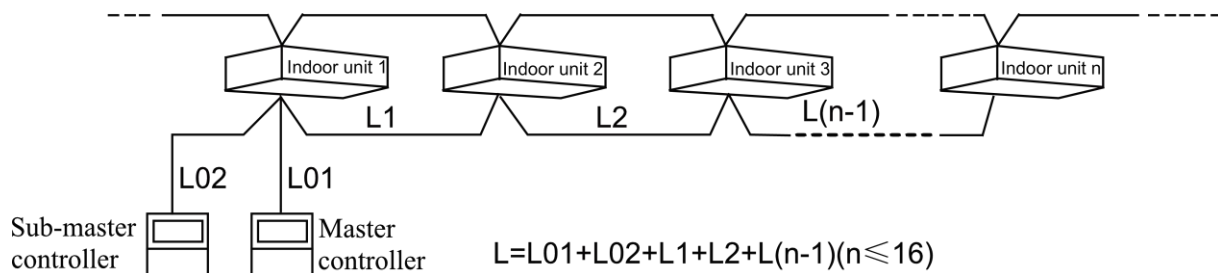 Indoor unit 1
Indoor unit 2
Indoor unit 3
Indoor unit n
L1
L2
L(n-1)
L02
L01
Sub-master
controller
Master
controller
L=L01+L02+L1+L2+L(n-1)(n≤16)